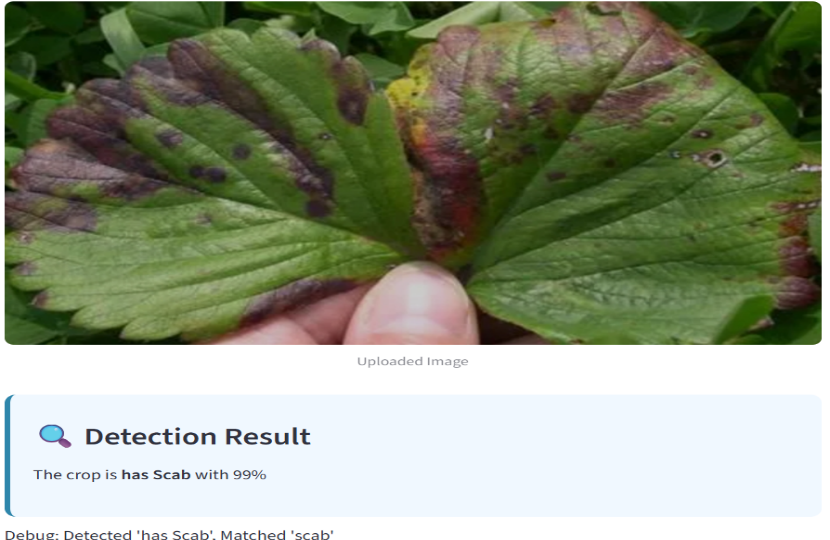 Uploaded Image
Detection Result
The crop is has Scab with 99%
Debug: Detected 'has Scab', Matched 'scab'